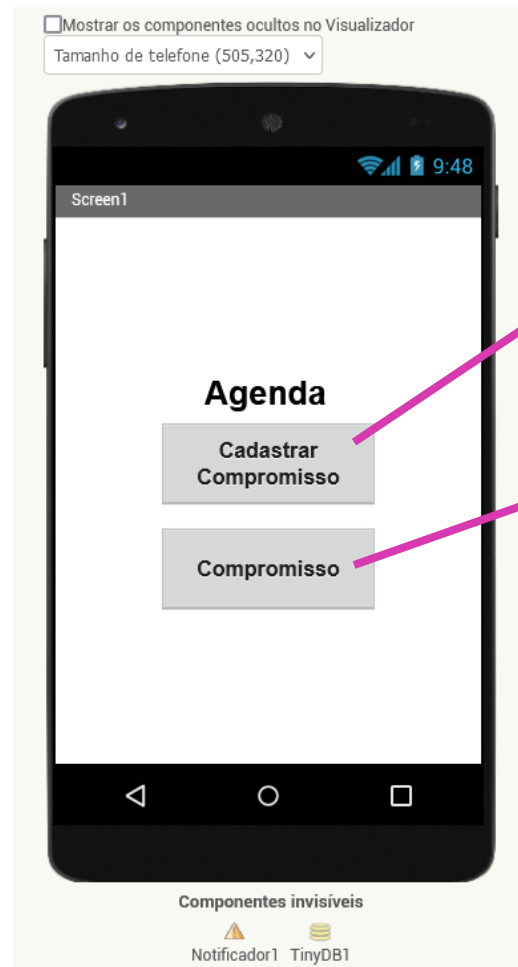 Mostrar os componentes ocultos no Visualizador
Tamanho de telefone (505,320)
9:48
Screen1
Agenda
Cadastrar
Compromisso
Compromisso
Componentes invisíveis
Notificador1 TinyDB1